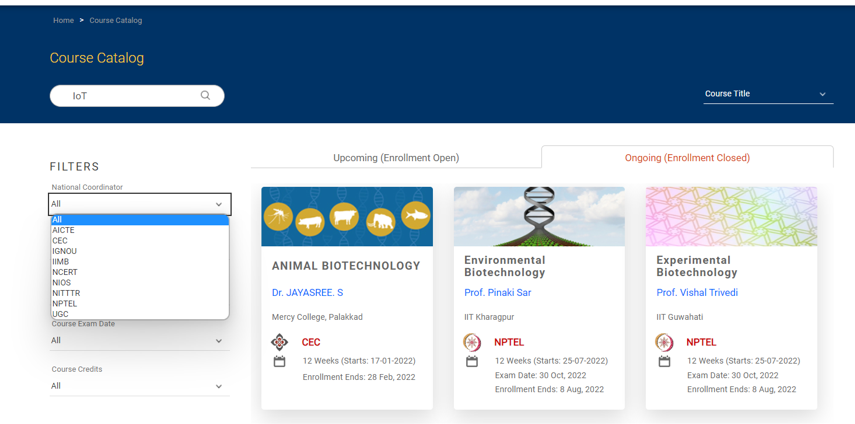 Home > Course Catalog
Course Catalog
IoT
Course Title
FILTERS
National Coordinator
All
All
AICTE
CEC
IGNOU
IIMB
NCERT
NIOS
NITTTR
NPTEL
UGC
Course Exam Date
All
Course Credits
All
Upcoming (Enrollment Open)
Ongoing (Enrollment Closed)
ANIMAL BIOTECHNOLOGY
Dr. JAYASREE. S
Mercy College, Palakkad
CEC
12 Weeks (Starts: 17-01-2022)
Enrollment Ends: 28 Feb, 2022
Environmental
Biotechnology
Prof. Pinaki Sar
IIT Kharagpur
NPTEL
12 Weeks (Starts: 25-07-2022)
Exam Date: 30 Oct, 2022
Enrollment Ends: 8 Aug, 2022
Experimental
Biotechnology
Prof. Vishal Trivedi
IIT Guwahati
NPTEL
12 Weeks (Starts: 25-07-2022)
Exam Date: 30 Oct, 2022
Enrollment Ends: 8 Aug, 2022